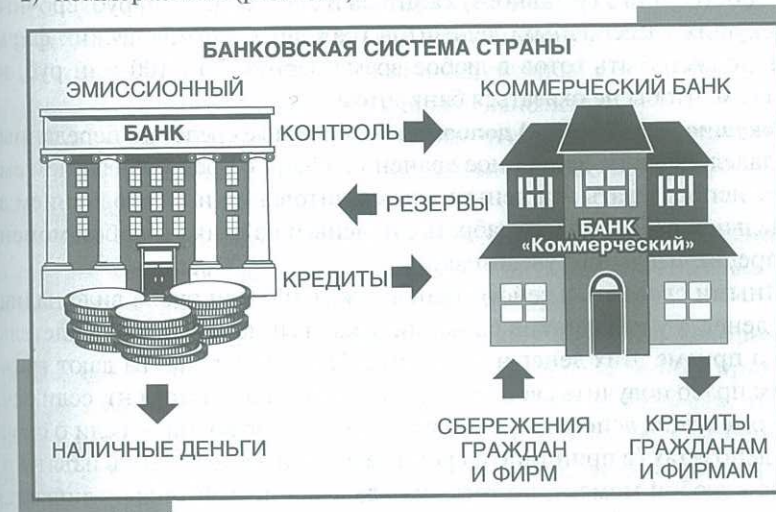 БАНКОВСКАЯ СИСТЕМА СТРАНЫ
ЭМИССИОННЫЙ
КОММЕРЧЕСКИЙ БАНК
БАНК
КОНТРОЛЬ
РЕЗЕРВЫ
КРЕДИТЫ
БАНК
«Коммерческий»
НАЛИЧНЫЕ ДЕНЬГИ
СБЕРЕЖЕНИЯ
ГРАЖДАН
И ФИРМ
КРЕДИТЫ
ГРАЖДАНАМ
И ФИРМАМ